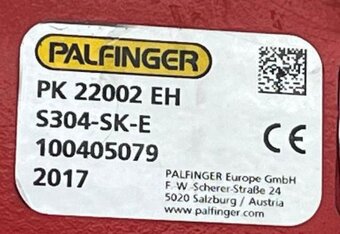 PALFINGER
PK 22002 EH
S304-SK-E
100405079
2017
CE
PALFINGER Europe GmbH
F.-W.-Scherer-Straße 24
5020 Salzburg / Austria
www.palfinger.com